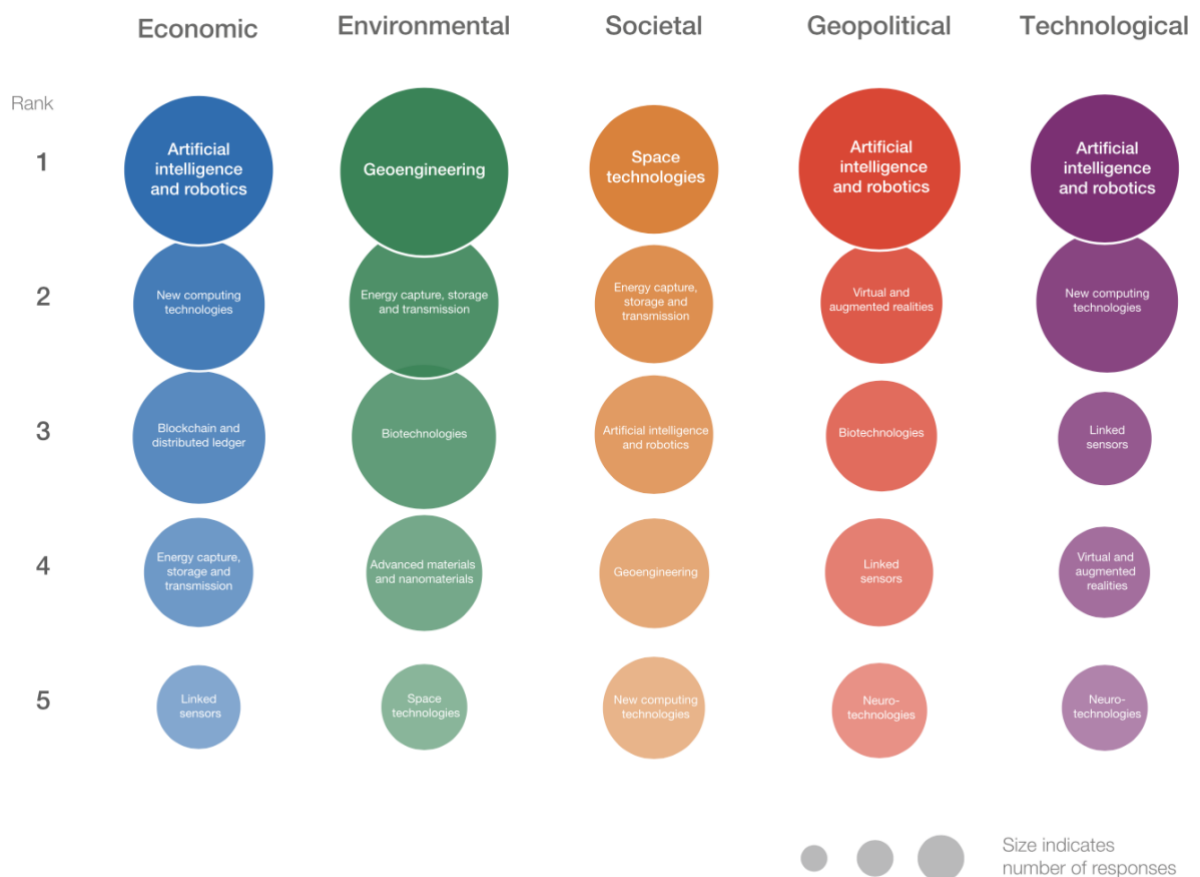 Economic
Environmental
Societal
Geopolitical
Technological
Rank
1
Artificial
intelligence
and robotics
Geoengineering
Space
technologies
Artificial
intelligence
and robotics
Artificial
intelligence
and robotics
2
New computing
technologies
Energy capture, storage
and transmission
Energy capture,
storage and
transmission
Virtual and
augmented realities
New computing
technologies
3
Blockchain and
distributed ledger
Biotechnologies
Artificial intelligence
and robotics
Biotechnologies
Linked
sensors
4
Energy capture,
storage and
transmission
Advanced materials
and nanomaterials
Geoengineering
Linked
sensors
Virtual and
augmented
realities
5
Linked
sensors
Space
technologies
New computing
technologies
Neuro-
technologies
Neuro-
technologies
Size indicates
number of responses